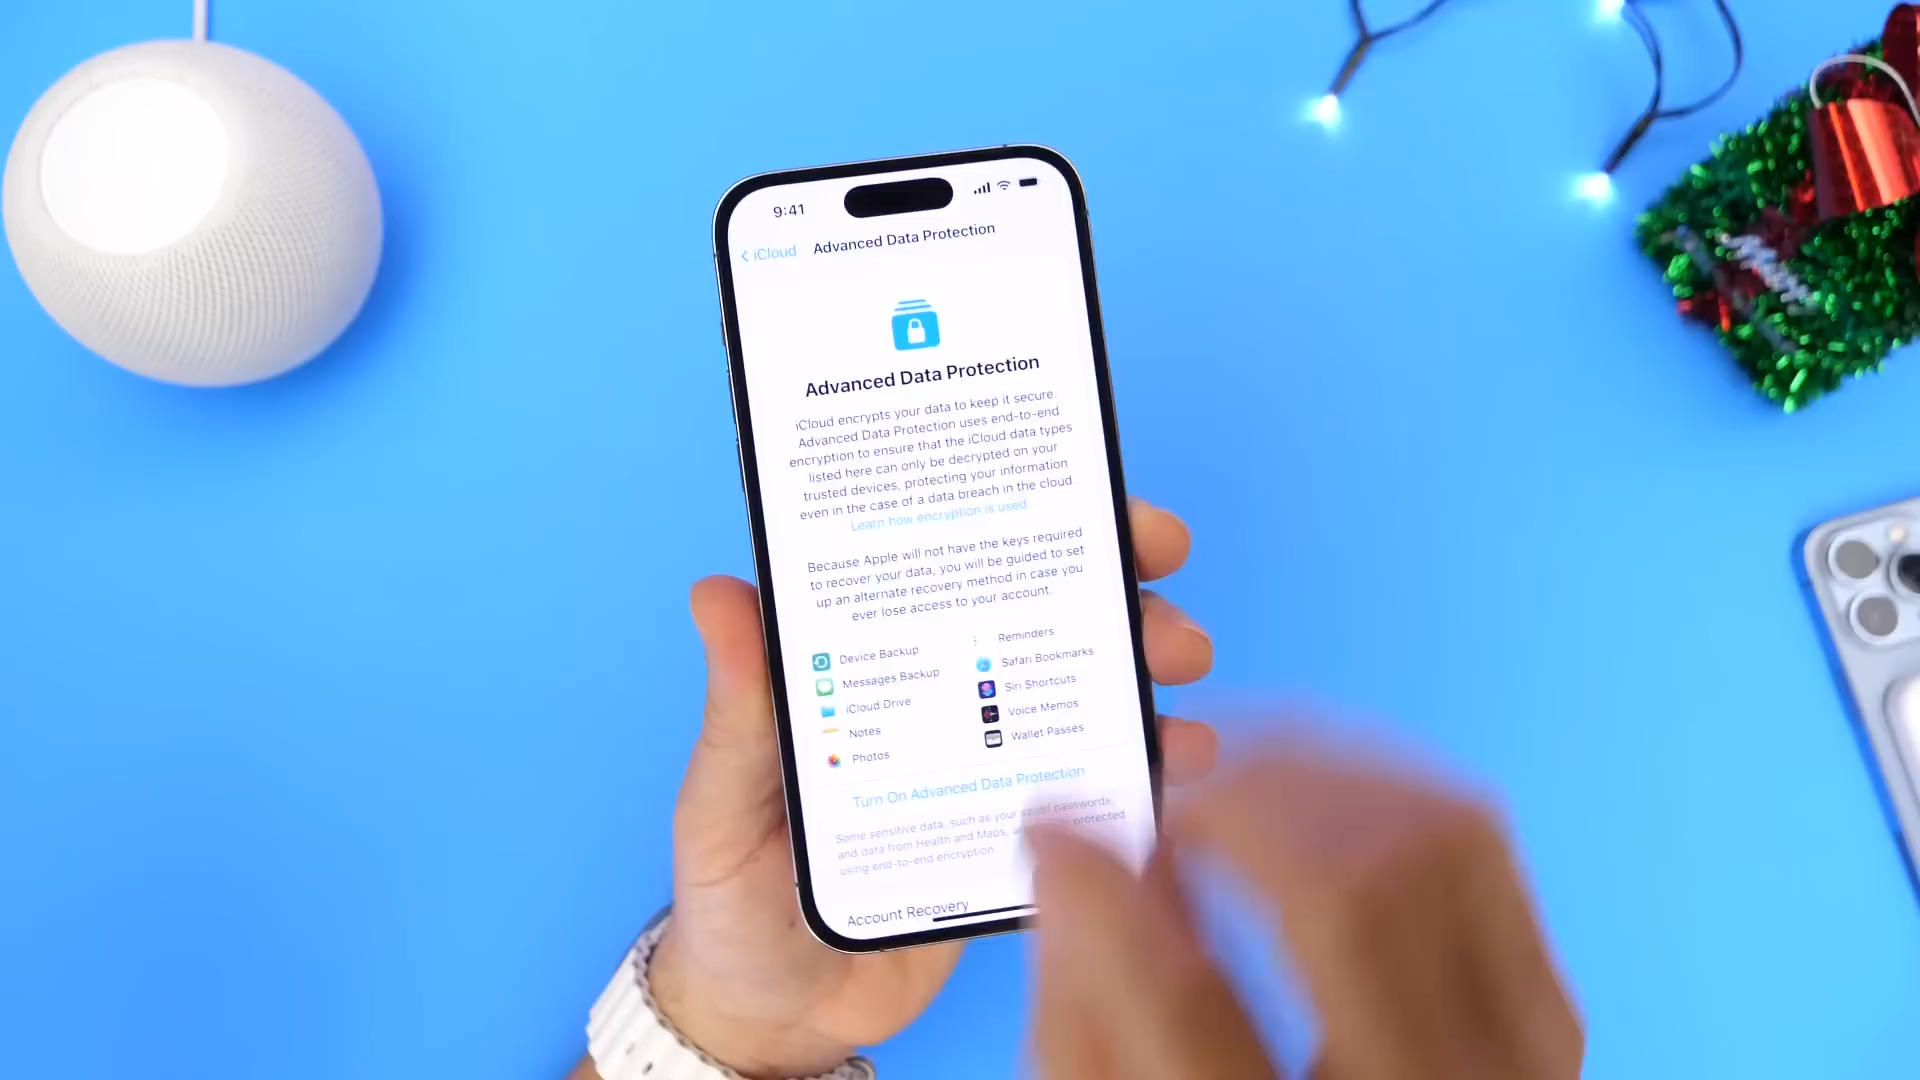 9:41
iCloud
Advanced Data Protection
Advanced Data Protection
iCloud encrypts your data to keep it secure.
Advanced Data Protection uses end-to-end
encryption to ensure that the iCloud data types
listed here can only be decrypted on your
trusted devices, protecting your information
even in the case of a data breach in the cloud.
Learn how encryption is used.
Because Apple will not have the keys required
to recover your data, you will be guided to set
up an alternate recovery method in case you
ever lose access to your account.
Device Backup
Messages Backup
iCloud Drive
Notes
Photos
Reminders
Safari Bookmarks
Siri Shortcuts
Voice Memos
Wallet Passes
Turn On Advanced Data Protection
Some sensitive data, such as your saved passwords
and data from Health and Maps, protected
using end-to-end encryption.
Account Recovery